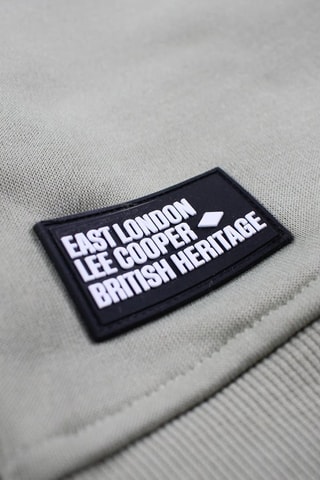 EAST LONDON
LEE COOPER
BRITISH HERITAGE